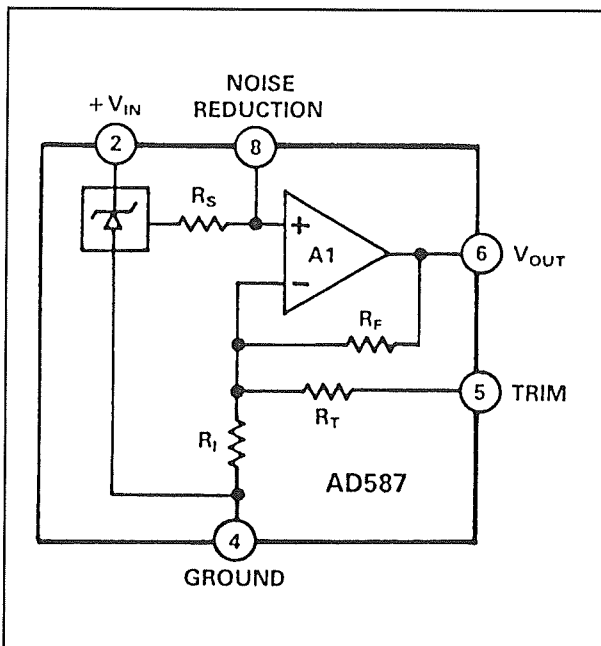 NOISE
REDUCTION
+ V_IN
2
8
R_S
+
A1
−
6
V_OUT
R_F
5
TRIM
R_T
R_I
AD587
4
GROUND